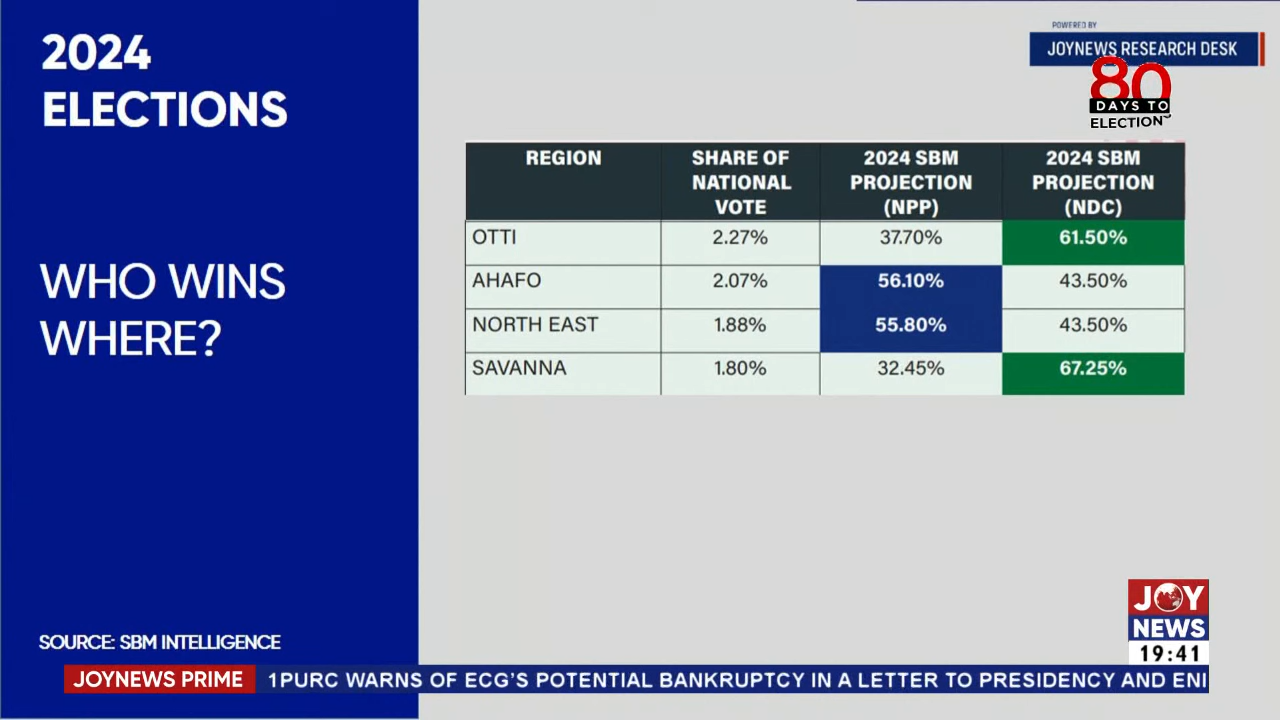 2024
ELECTIONS
WHO WINS
WHERE?
SOURCE: SBM INTELLIGENCE
POWERED BY
JOYNEWS RESEARCH DESK
80
DAYS TO
ELECTION
REGION SHARE OF NATIONAL VOTE 2024 SBM PROJECTION (NPP) 2024 SBM PROJECTION (NDC)
OTTI 2.27% 37.70% 61.50%
AHAFO 2.07% 56.10% 43.50%
NORTH EAST 1.88% 55.80% 43.50%
SAVANNA 1.80% 32.45% 67.25%
JOY
NEWS
19:41
JOYNEWS PRIME 1PURC WARNS OF ECG'S POTENTIAL BANKRUPTCY IN A LETTER TO PRESIDENCY AND ENI